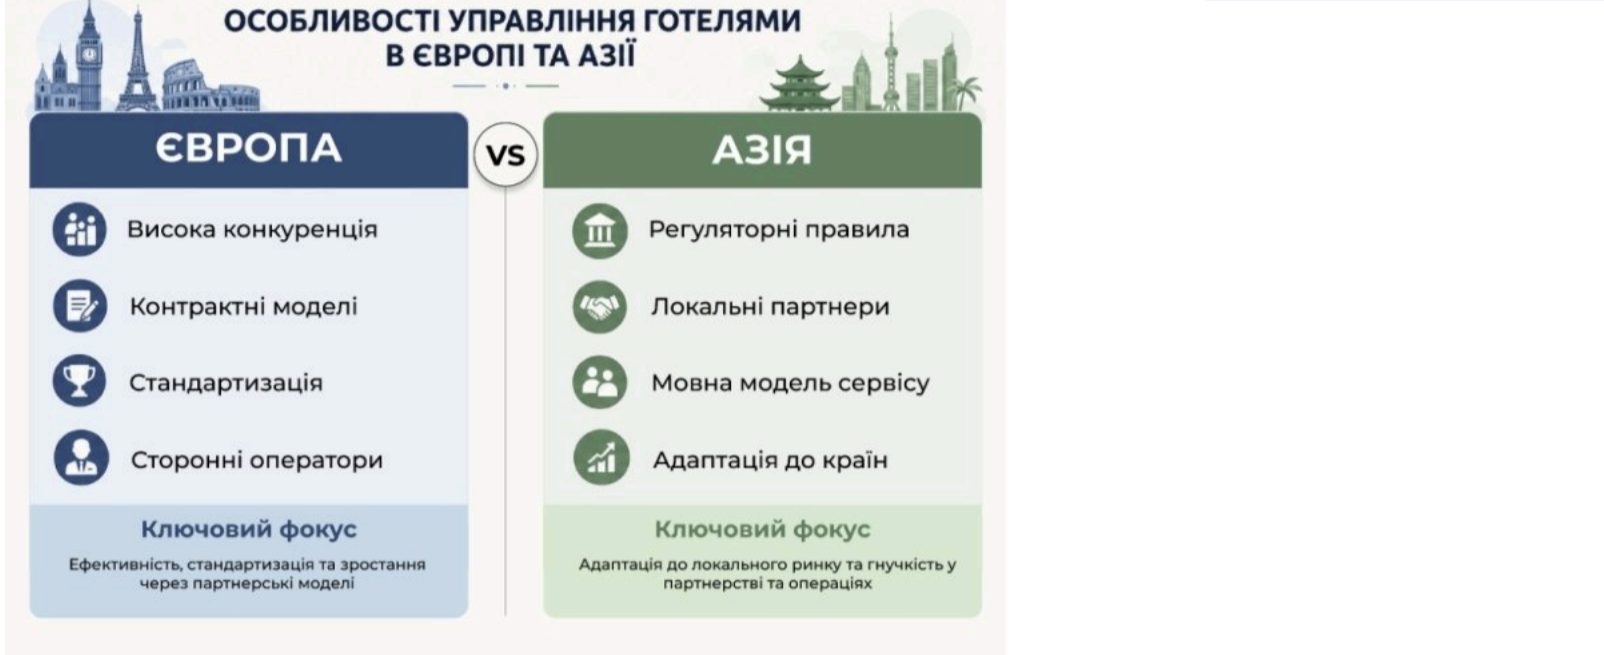 ОСОБЛИВОСТІ УПРАВЛІННЯ ГОТЕЛЯМИ
В ЄВРОПІ ТА АЗІЇ
ЄВРОПА
VS
АЗІЯ
Висока конкуренція
Контрактні моделі
Стандартизація
Сторонні оператори
Ключовий фокус
Ефективність, стандартизація та зростання
через партнерські моделі
Регуляторні правила
Локальні партнери
Мовна модель сервісу
Адаптація до країн
Ключовий фокус
Адаптація до локального ринку та гнучкість у
партнерстві та операціях